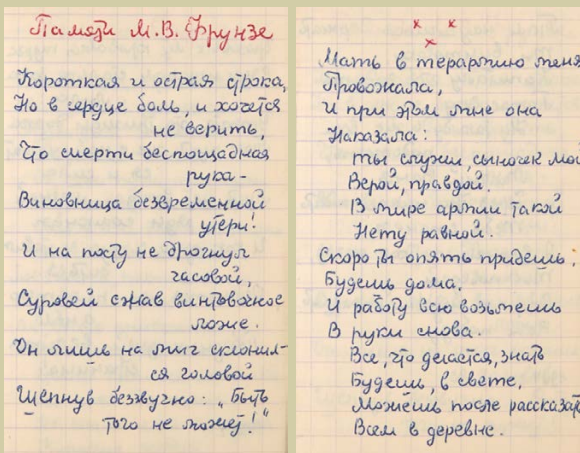 Памяти М.В. Фрунзе
Короткая и острая строка,
Но в сердце боль, и хочется
не верить,
Что смерти беспощадная
рука -
Виновница безвременной
утери!
И на посту не дрогнул
часовой,
Суровей сжав винтовочное
ложе.
Он лишь на миг склонил-
ся головой
Шепнув беззвучно: „Быть
того не может!"
х х
х
Мать в терармию меня
Провожала,
И при этом мне она
Наказала:
ты служи, сыночек мой
Верой, правдой.
В мире армии такой
Нету равной.
Скоро ты опять придешь:
Будешь дома.
И работу всю возьмешь
В руки снова.
Все, что делается, знать
Будешь, в свете,
Можешь после рассказать
Всем в деревне.